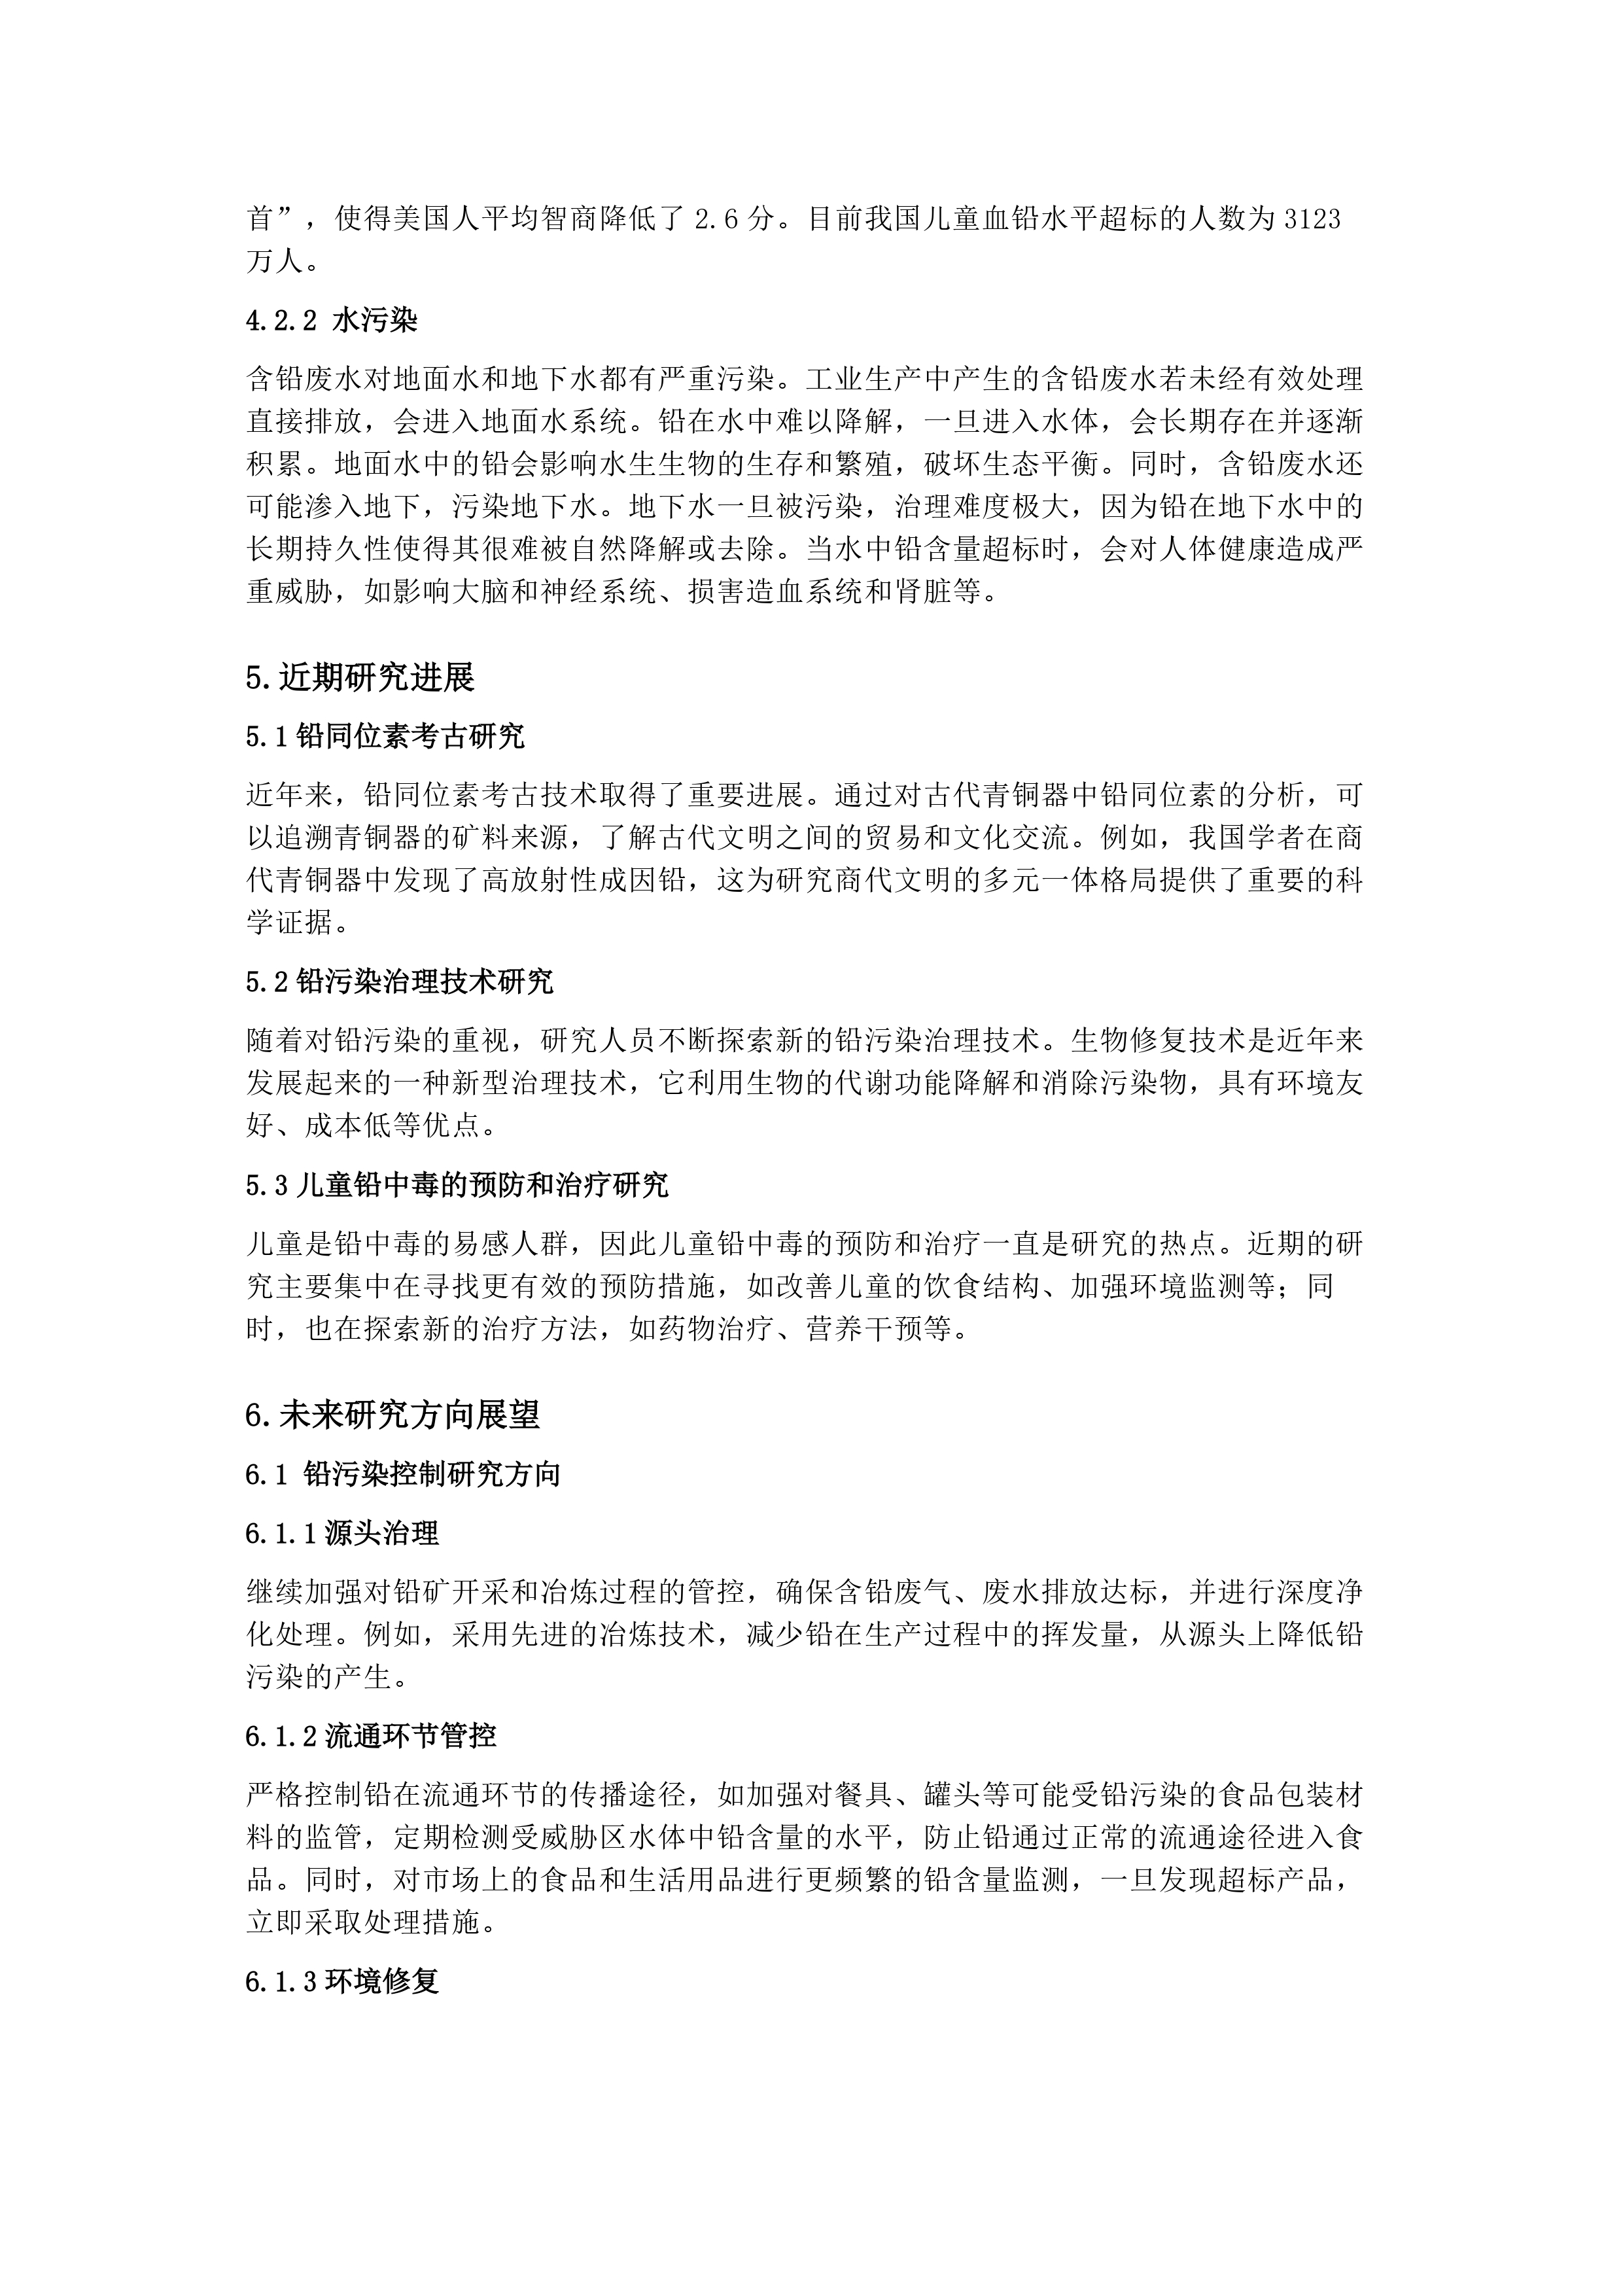 首”，使得美国人平均智商降低了 2.6 分。目前我国儿童血铅水平超标的人数为 3123
万人。
4.2.2 水污染
含铅废水对地面水和地下水都有严重污染。工业生产中产生的含铅废水若未经有效处理
直接排放，会进入地面水系统。铅在水中难以降解，一旦进入水体，会长期存在并逐渐
积累。地面水中的铅会影响水生生物的生存和繁殖，破坏生态平衡。同时，含铅废水还
可能渗入地下，污染地下水。地下水一旦被污染，治理难度极大，因为铅在地下水中的
长期持久性使得其很难被自然降解或去除。当水中铅含量超标时，会对人体健康造成严
重威胁，如影响大脑和神经系统、损害造血系统和肾脏等。
5.近期研究进展
5.1 铅同位素考古研究
近年来，铅同位素考古技术取得了重要进展。通过对古代青铜器中铅同位素的分析，可
以追溯青铜器的矿料来源，了解古代文明之间的贸易和文化交流。例如，我国学者在商
代青铜器中发现了高放射性成因铅，这为研究商代文明的多元一体格局提供了重要的科
学证据。
5.2 铅污染治理技术研究
随着对铅污染的重视，研究人员不断探索新的铅污染治理技术。生物修复技术是近年来
发展起来的一种新型治理技术，它利用生物的代谢功能降解和消除污染物，具有环境友
好、成本低等优点。
5.3 儿童铅中毒的预防和治疗研究
儿童是铅中毒的易感人群，因此儿童铅中毒的预防和治疗一直是研究的热点。近期的研
究主要集中在寻找更有效的预防措施，如改善儿童的饮食结构、加强环境监测等；同
时，也在探索新的治疗方法，如药物治疗、营养干预等。
6.未来研究方向展望
6.1 铅污染控制研究方向
6.1.1 源头治理
继续加强对铅矿开采和冶炼过程的管控，确保含铅废气、废水排放达标，并进行深度净
化处理。例如，采用先进的冶炼技术，减少铅在生产过程中的挥发量，从源头上降低铅
污染的产生。
6.1.2 流通环节管控
严格控制铅在流通环节的传播途径，如加强对餐具、罐头等可能受铅污染的食品包装材
料的监管，定期检测受威胁区水体中铅含量的水平，防止铅通过正常的流通途径进入食
品。同时，对市场上的食品和生活用品进行更频繁的铅含量监测，一旦发现超标产品，
立即采取处理措施。
6.1.3 环境修复